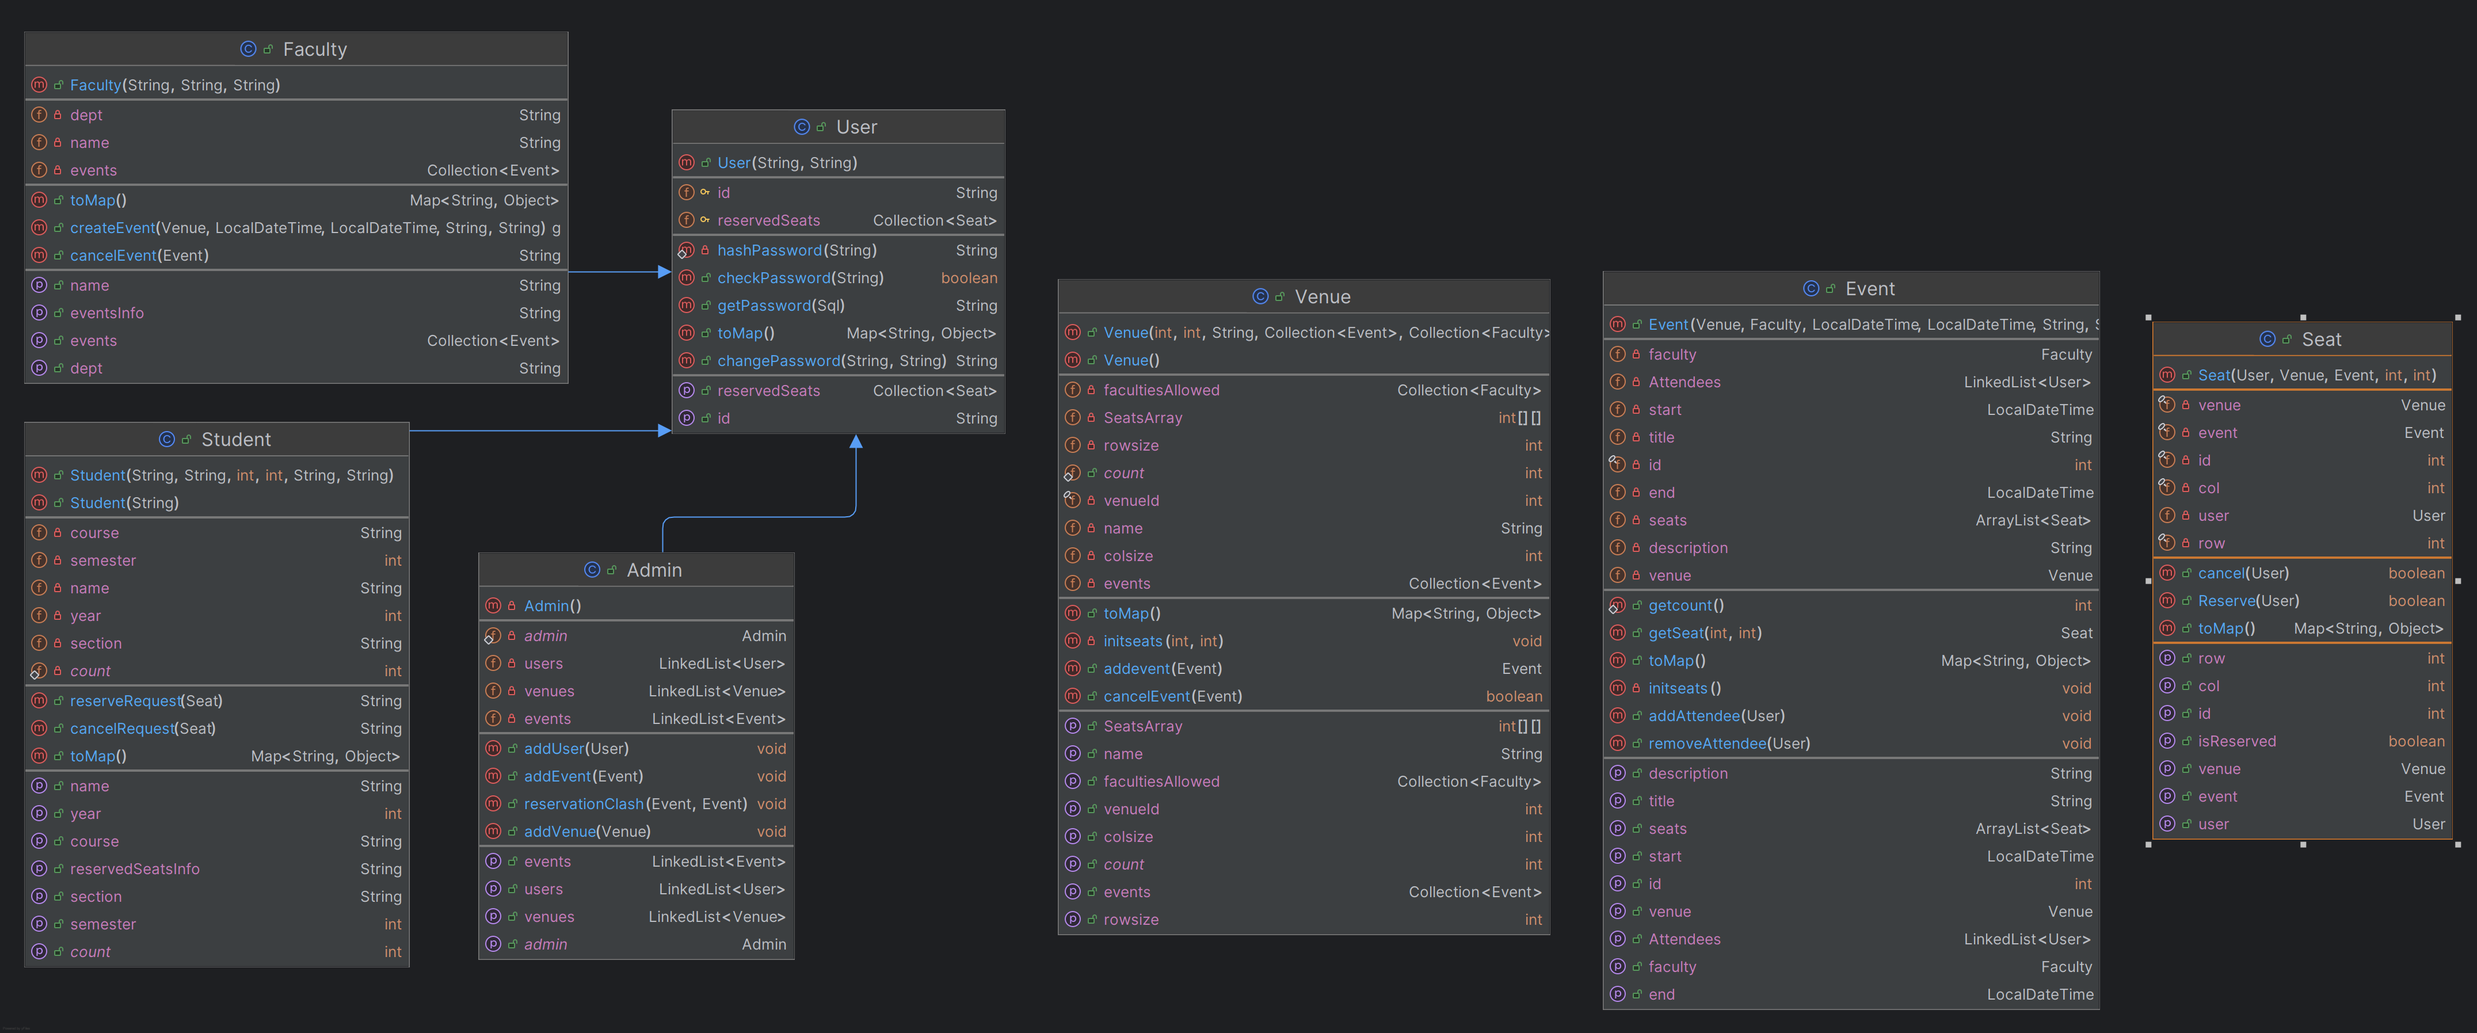 Faculty
Faculty(String, String, String)
dept String
name String
events Collection<Event>
toMap() Map<String, Object>
createEvent(Venue, LocalDateTime, LocalDateTime, String, String) g
cancelEvent(Event) String
name String
eventsInfo String
events Collection<Event>
dept String
Student
Student(String, String, int, int, String, String)
Student(String)
course String
semester int
name String
year int
section String
count int
reserveRequest(Seat) String
cancelRequest(Seat) String
toMap() Map<String, Object>
name String
year int
course String
reservedSeatsInfo String
section String
semester int
count int
User
User(String, String)
id String
reservedSeats Collection<Seat>
hashPassword(String) String
checkPassword(String) boolean
getPassword(Sql) String
toMap() Map<String, Object>
changePassword(String, String) String
reservedSeats Collection<Seat>
id String
Admin
Admin()
admin Admin
users LinkedList<User>
venues LinkedList<Venue>
events LinkedList<Event>
addUser(User) void
addEvent(Event) void
reservationClash(Event, Event) void
addVenue(Venue) void
events LinkedList<Event>
users LinkedList<User>
venues LinkedList<Venue>
admin Admin
Venue
Venue(int, int, String, Collection<Event>, Collection<Faculty>
Venue()
facultiesAllowed Collection<Faculty>
SeatsArray int[][]
rowsize int
count int
venueId int
name String
colsize int
events Collection<Event>
toMap() Map<String, Object>
initseats(int, int) void
addevent(Event) Event
cancelEvent(Event) boolean
SeatsArray int[][]
name String
facultiesAllowed Collection<Faculty>
venueId int
colsize int
count int
events Collection<Event>
rowsize int
Event
Event(Venue, Faculty, LocalDateTime, LocalDateTime, String, S
faculty Faculty
Attendees LinkedList<User>
start LocalDateTime
title String
id int
end LocalDateTime
seats ArrayList<Seat>
description String
venue Venue
getcount() int
getSeat(int, int) Seat
toMap() Map<String, Object>
initseats() void
addAttendee(User) void
removeAttendee(User) void
description String
title String
seats ArrayList<Seat>
start LocalDateTime
id int
venue Venue
Attendees LinkedList<User>
faculty Faculty
end LocalDateTime
Seat
Seat(User, Venue, Event, int, int)
venue Venue
event Event
id int
col int
user User
row int
cancel(User) boolean
Reserve(User) boolean
toMap() Map<String, Object>
row int
col int
id int
isReserved boolean
venue Venue
event Event
user User